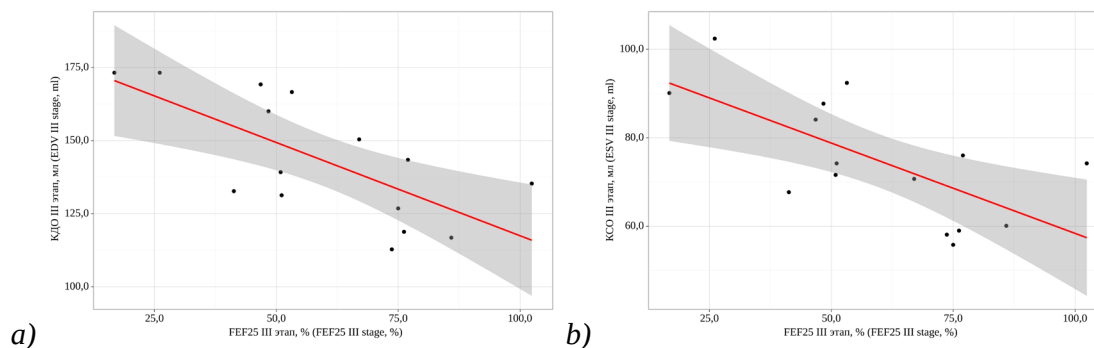 175,0
150,0
125,0
100,0
КДО III этап, мл (EDV III stage, ml)
25,0 50,0 75,0 100,0
FEF25 III этап, % (FEF25 III stage, %)
a)
100,0
80,0
60,0
КСО III этап, мл (ESV III stage, ml)
25,0 50,0 75,0 100,0
FEF25 III этап, % (FEF25 III stage, %)
b)